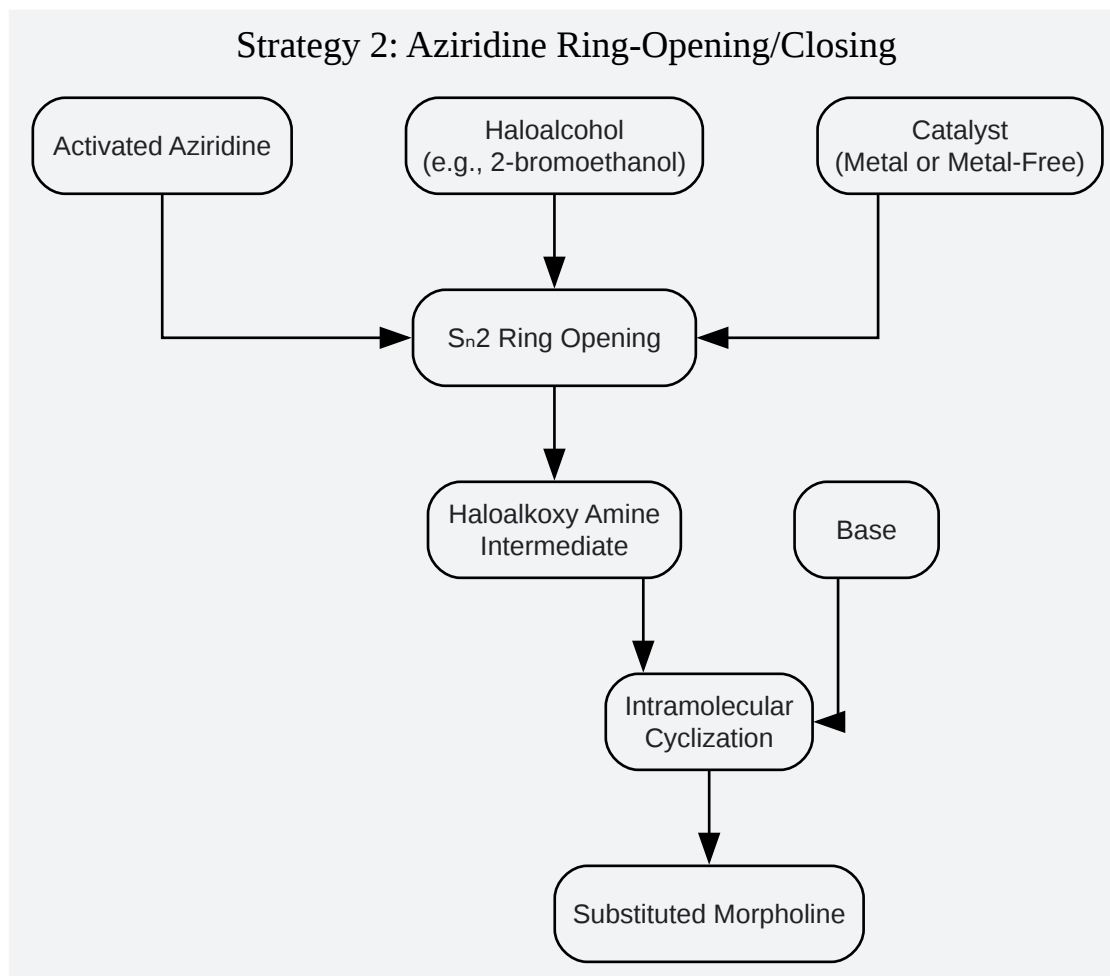 Strategy 2: Aziridine Ring-Opening/Closing
Activated Aziridine
Haloalcohol
(e.g., 2-bromoethanol)
Catalyst
(Metal or Metal-Free)
Sₙ2 Ring Opening
Haloalkoxy Amine
Intermediate
Base
Intramolecular
Cyclization
Substituted Morpholine